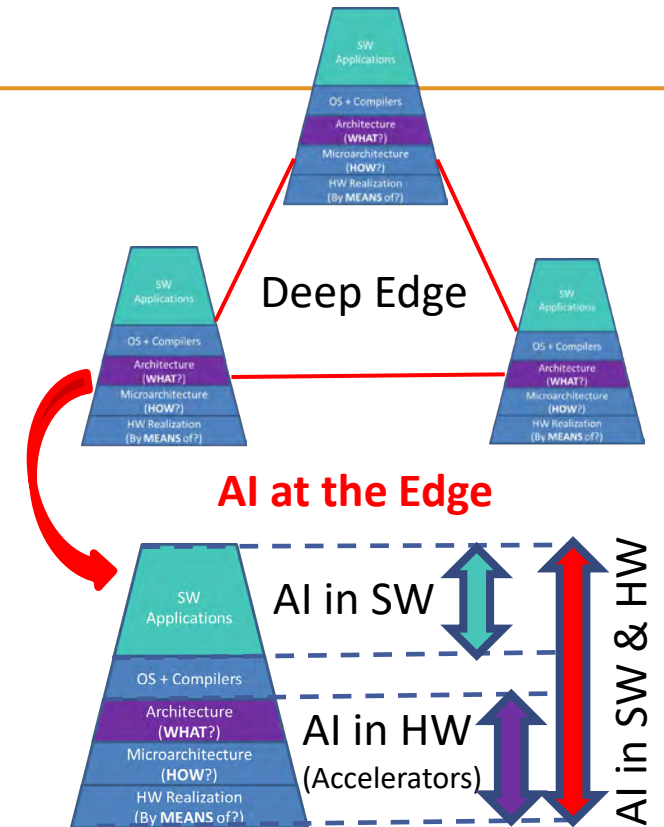 SW
Applications
OS + Compilers
Architecture
(WHAT?)
Microarchitecture
(HOW?)
HW Realization
(By MEANS of?)
Deep Edge
SW
Applications
OS + Compilers
Architecture
(WHAT?)
Microarchitecture
(HOW?)
HW Realization
(By MEANS of?)
SW
Applications
OS + Compilers
Architecture
(WHAT?)
Microarchitecture
(HOW?)
HW Realization
(By MEANS of?)
AI at the Edge
SW
Applications
OS + Compilers
Architecture
(WHAT?)
Microarchitecture
(HOW?)
HW Realization
(By MEANS of?)
AI in SW
AI in HW
(Accelerators)
AI in SW & HW